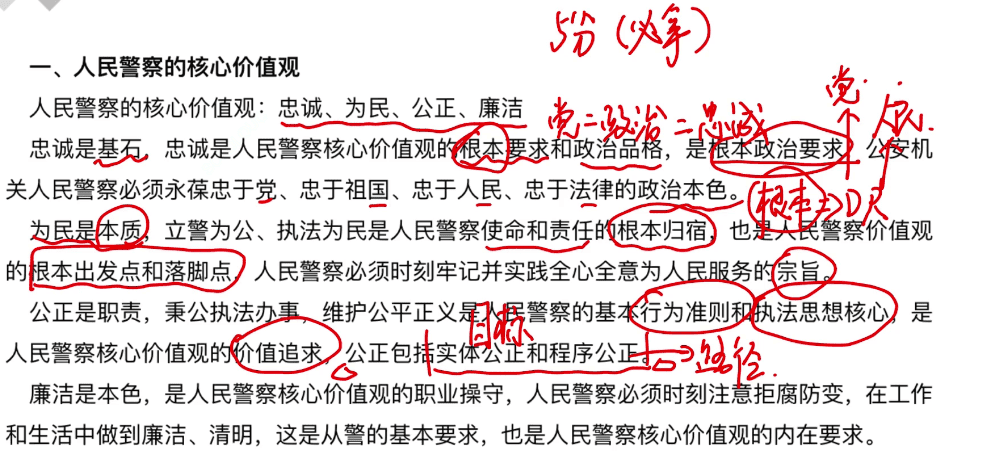 5分（必拿）
一、人民警察的核心价值观
人民警察的核心价值观：忠诚、为民、公正、廉洁
党=政治=忠诚
党
人民
忠诚是基石，忠诚是人民警察核心价值观的根本要求和政治品格，是根本政治要求，公安机
关人民警察必须永葆忠于党、忠于祖国、忠于人民、忠于法律的政治本色。
（根本=>D
为民是本质，立警为公、执法为民是人民警察使命和责任的根本归宿，也是人民警察价值观
的根本出发点和落脚点，人民警察必须时刻牢记并实践全心全意为人民服务的宗旨。
公正是职责，秉公执法办事，维护公平正义是人民警察的基本行为准则和执法思想核心，是
目标
人民警察核心价值观的价值追求。公正包括实体公正和程序公正。
途径.
廉洁是本色，是人民警察核心价值观的职业操守，人民警察必须时刻注意拒腐防变，在工作
和生活中做到廉洁、清明，这是从警的基本要求，也是人民警察核心价值观的内在要求。